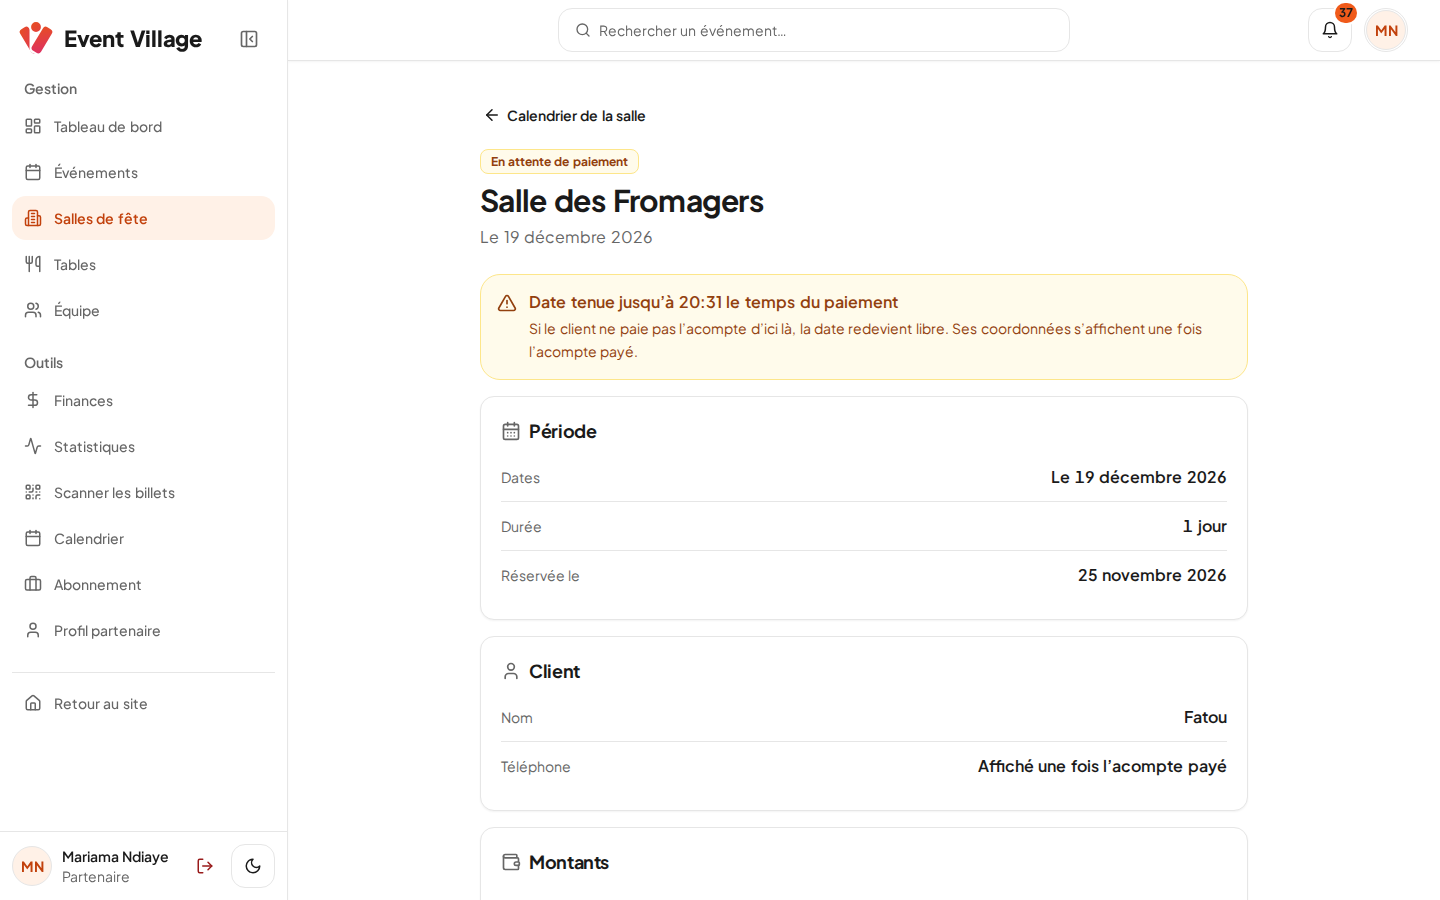 Event Village
Gestion
Tableau de bord
Événements
Salles de fête
Tables
Équipe
Outils
Finances
Statistiques
Scanner les billets
Calendrier
Abonnement
Profil partenaire
Retour au site
MN
Mariama Ndiaye
Partenaire
Rechercher un événement...
37
MN
Calendrier de la salle
En attente de paiement
Salle des Fromagers
Le 19 décembre 2026
Date tenue jusqu’à 20:31 le temps du paiement
Si le client ne paie pas l’acompte d’ici là, la date redevient libre. Ses coordonnées s’affichent une fois
l’acompte payé.
Période
Dates
Le 19 décembre 2026
Durée
1 jour
Réservée le
25 novembre 2026
Client
Nom
Fatou
Téléphone
Affiché une fois l’acompte payé
Montants